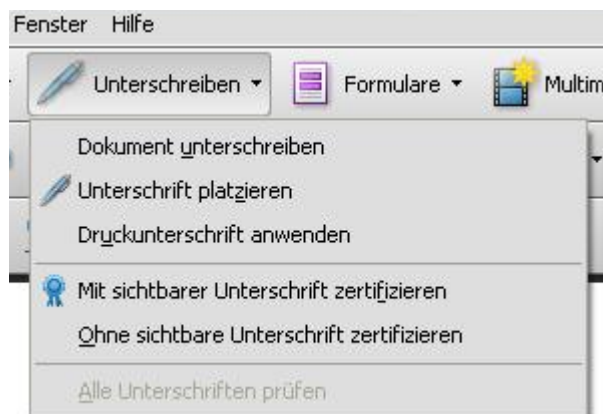 Fenster Hilfe
Unterschreiben Formulare Multim
Dokument unterschreiben
Unterschrift platzieren
Druckunterschrift anwenden
Mit sichtbarer Unterschrift zertifizieren
Ohne sichtbare Unterschrift zertifizieren
Alle Unterschriften prüfen